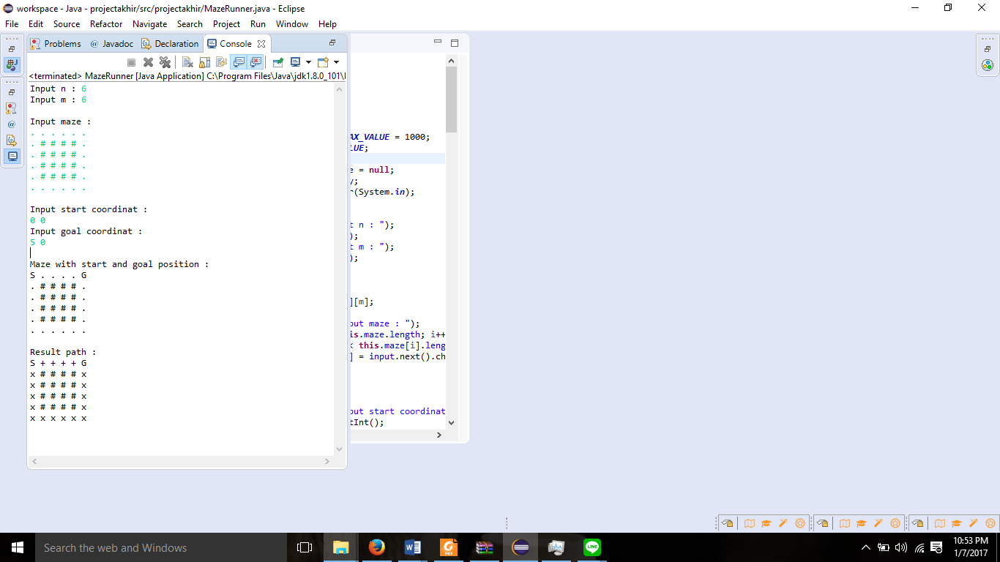 workspace - Java - projectakhir/src/projectakhir/MazeRunner.java - Eclipse
File Edit Source Refactor Navigate Search Project Run Window Help
Problems @ Javadoc Declaration Console
<terminated> MazeRunner [Java Application] C:\Program Files\Java\jdk1.8.0_101\
Input n : 6
Input m : 6
Input maze :
. . . . . .
. # # # # .
. # # # # .
. # # # # .
. # # # # .
. . . . . .
Input start coordinat :
0 0
Input goal coordinat :
5 0
Maze with start and goal position :
S . . . . G
. # # # # .
. # # # # .
. # # # # .
. # # # # .
. . . . . .
Result path :
S + + + + G
x # # # # x
x # # # # x
x # # # # x
x # # # # x
x x x x x x
AX_VALUE = 1000;
LUE;
e = null;
y;
r(System.in);
t n : ");
);
t m : ");
);
][m];
put maze : ");
is.maze.length; i++
< this.maze[i].leng
] = input.next().ch
put start coordinat
tInt();
Search the web and Windows
PDF
LINE
10:53 PM
1/7/2017